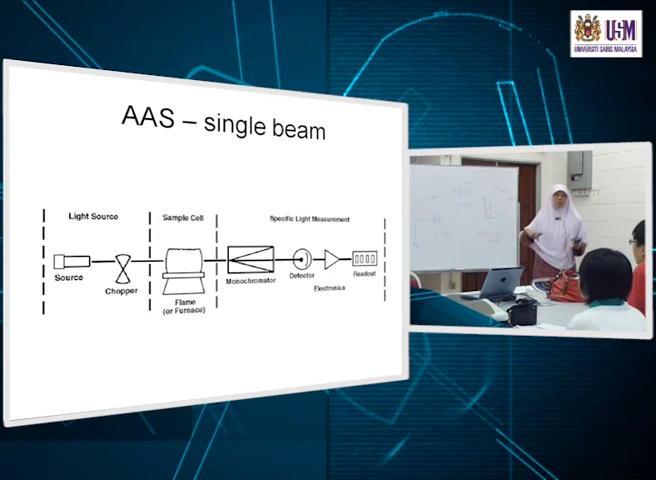 USM
UNIVERSITI SAINS MALAYSIA
AAS – single beam
Light Source
Sample Cell
Specific Light Measurement
Source
Chopper
Flame
(or Furnace)
Monochromator
Detector
Electronics
Readout